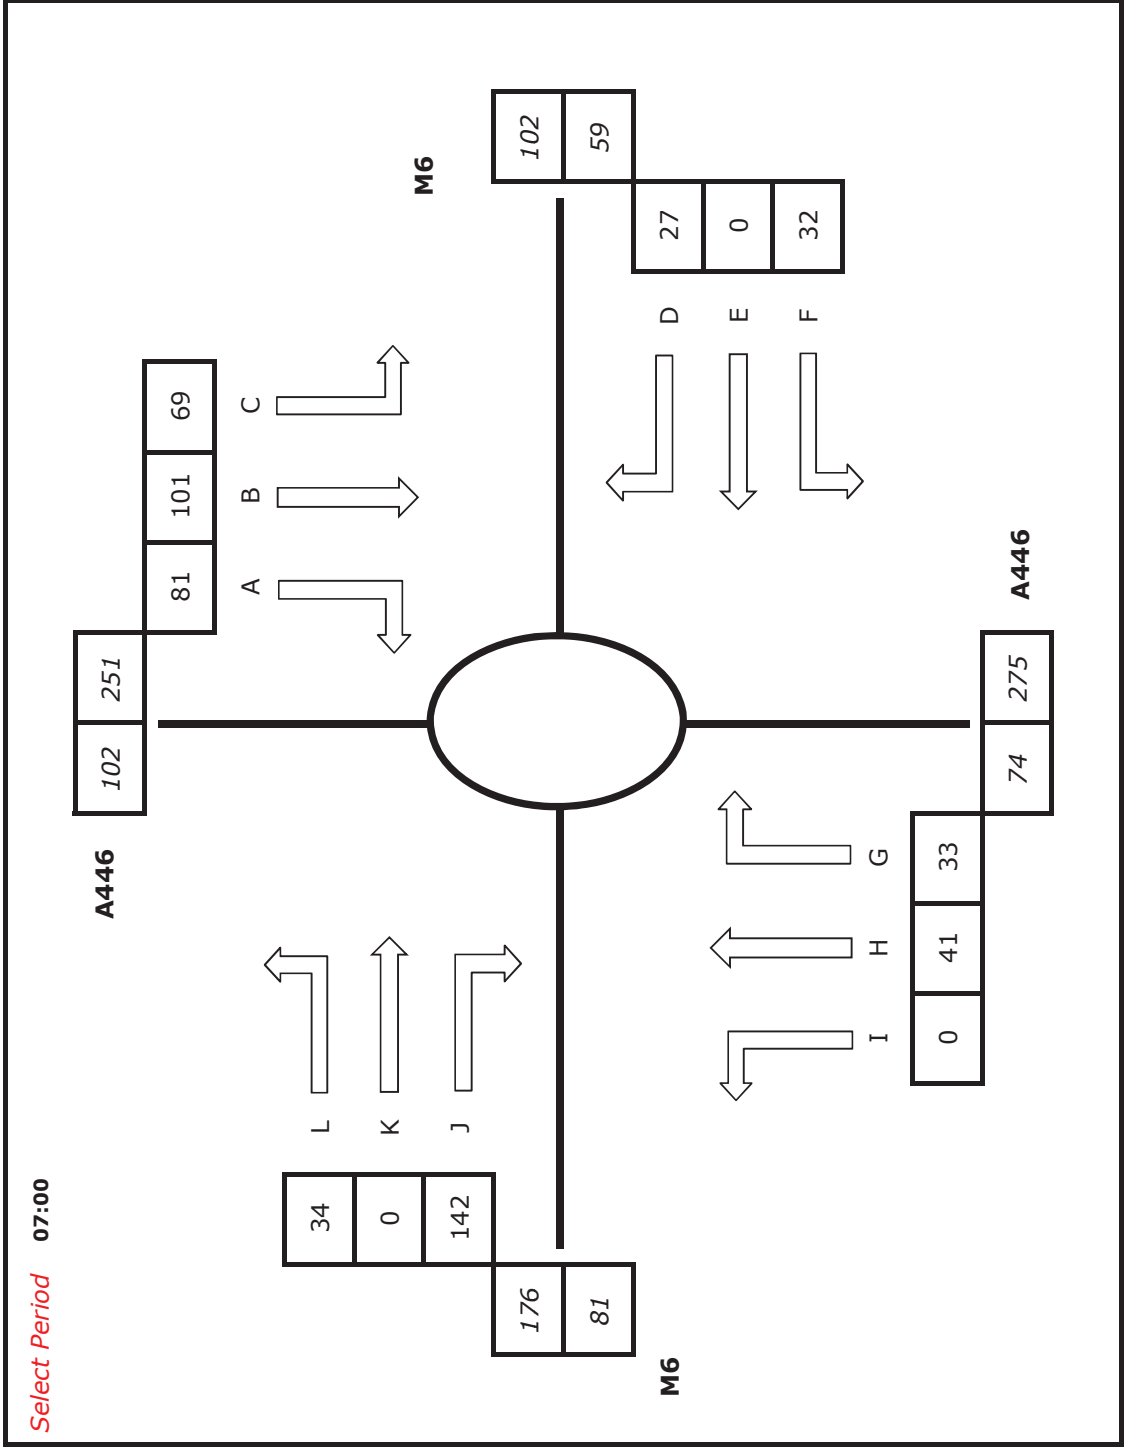 Select Period 07:00
A446 102 251
81 101 69
A B C
34 L
0 K
M6
142 J
176 102
81 59
M6 D 27
E 0
F 32
I H G
0 41 33
74 275 A446